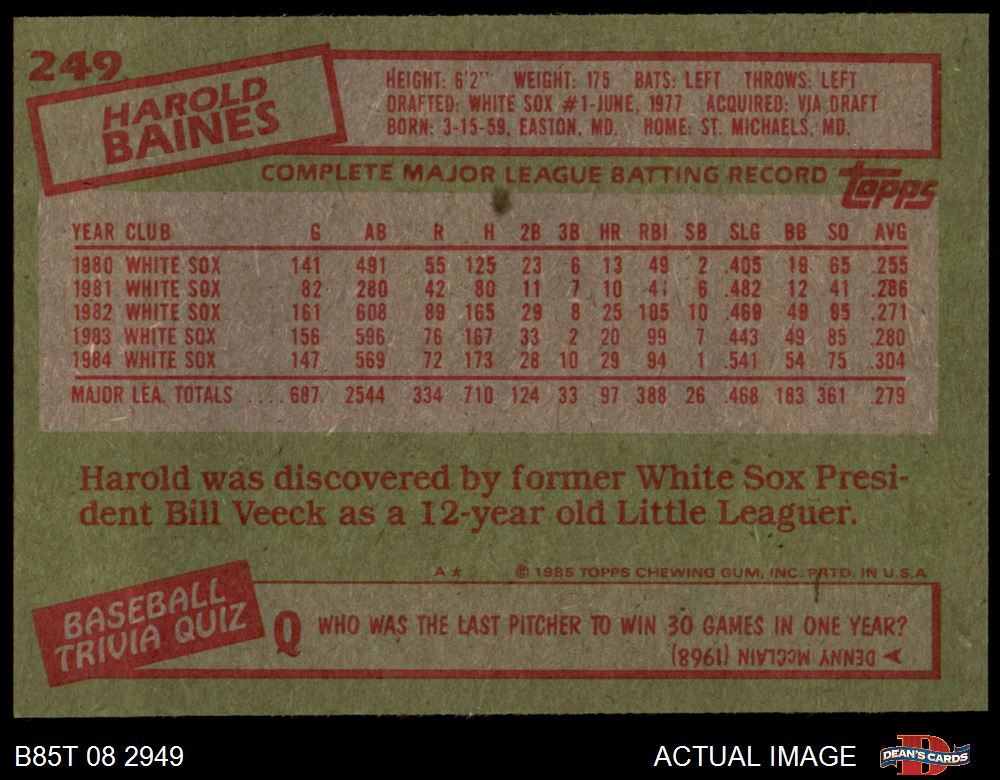 249
HAROLD
BAINES
HEIGHT: 6'2" WEIGHT: 175 BATS: LEFT THROWS: LEFT
DRAFTED: WHITE SOX #1-JUNE, 1977 ACQUIRED: VIA DRAFT
BORN: 3-15-59, EASTON, MD. HOME: ST. MICHAELS, MD.
COMPLETE MAJOR LEAGUE BATTING RECORD topps
YEAR CLUB G AB R H 2B 3B HR RBI SB SLG BB SO AVG
1980 WHITE SOX 141 491 55 125 23 6 13 49 2 .405 19 65 .255
1981 WHITE SOX 82 280 42 80 11 7 10 41 6 .482 12 41 .286
1982 WHITE SOX 161 608 89 165 29 8 25 105 10 .469 49 95 .271
1983 WHITE SOX 156 596 76 167 33 2 20 99 7 .443 49 85 .280
1984 WHITE SOX 147 569 72 173 28 10 29 94 1 .541 54 75 .304
MAJOR LEA. TOTALS ....687 2544 334 710 124 33 97 388 26 .468 183 361 .279
Harold was discovered by former White Sox Presi-
dent Bill Veeck as a 12-year old Little Leaguer.
A★ © 1985 TOPPS CHEWING GUM, INC. PRTD. IN U.S.A.
BASEBALL
TRIVIA QUIZ
Q WHO WAS THE LAST PITCHER TO WIN 30 GAMES IN ONE YEAR?
➤ DENNY McCLAIN (1968)
B85T 08 2949 ACTUAL IMAGE DEAN'S CARDS